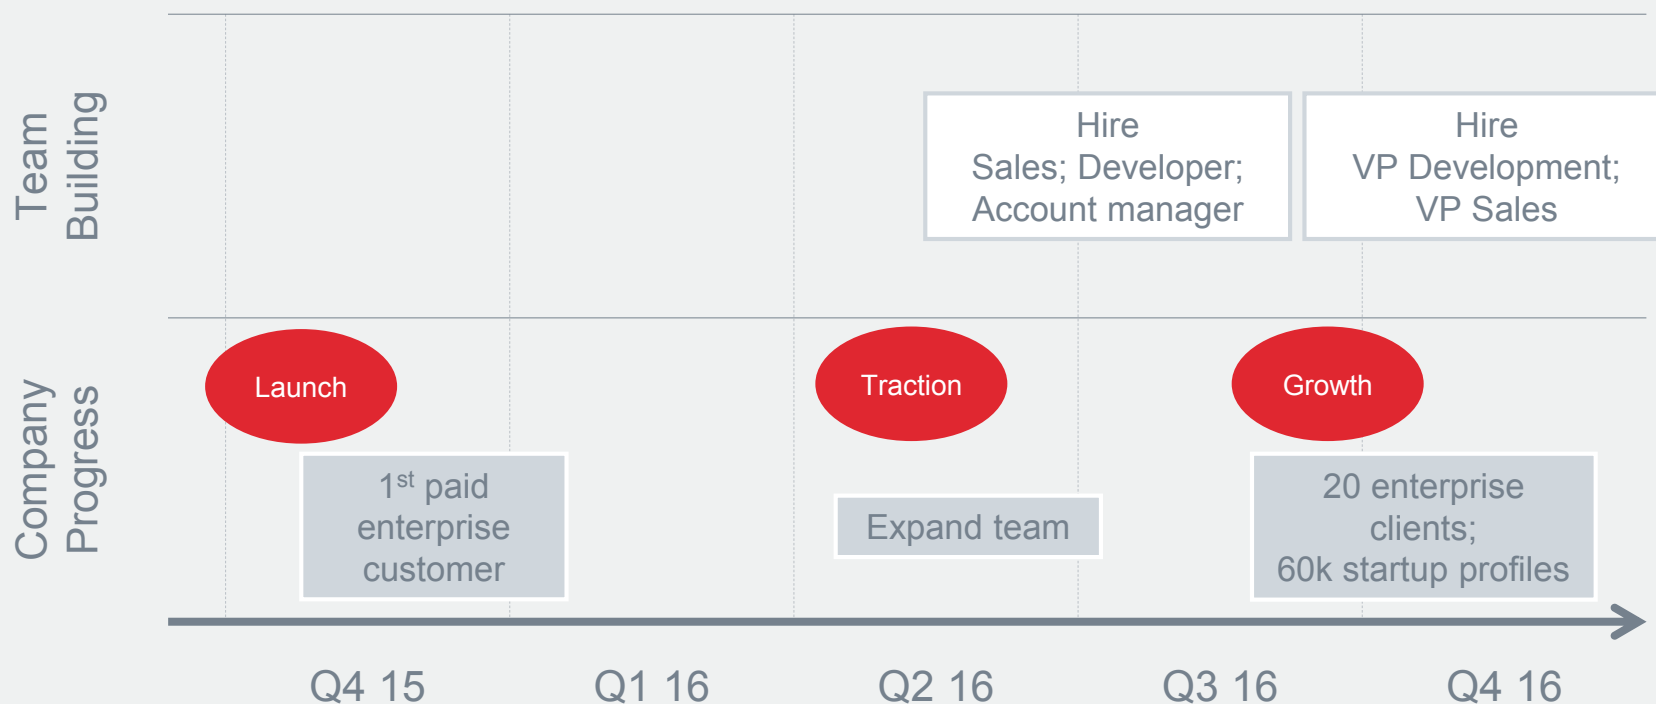 Team
Building
Hire
Sales; Developer;
Account manager
Hire
VP Development;
VP Sales
Company
Progress
Launch
Traction
Growth
1st paid
enterprise
customer
Expand team
20 enterprise
clients;
60k startup profiles
Q4 15
Q1 16
Q2 16
Q3 16
Q4 16